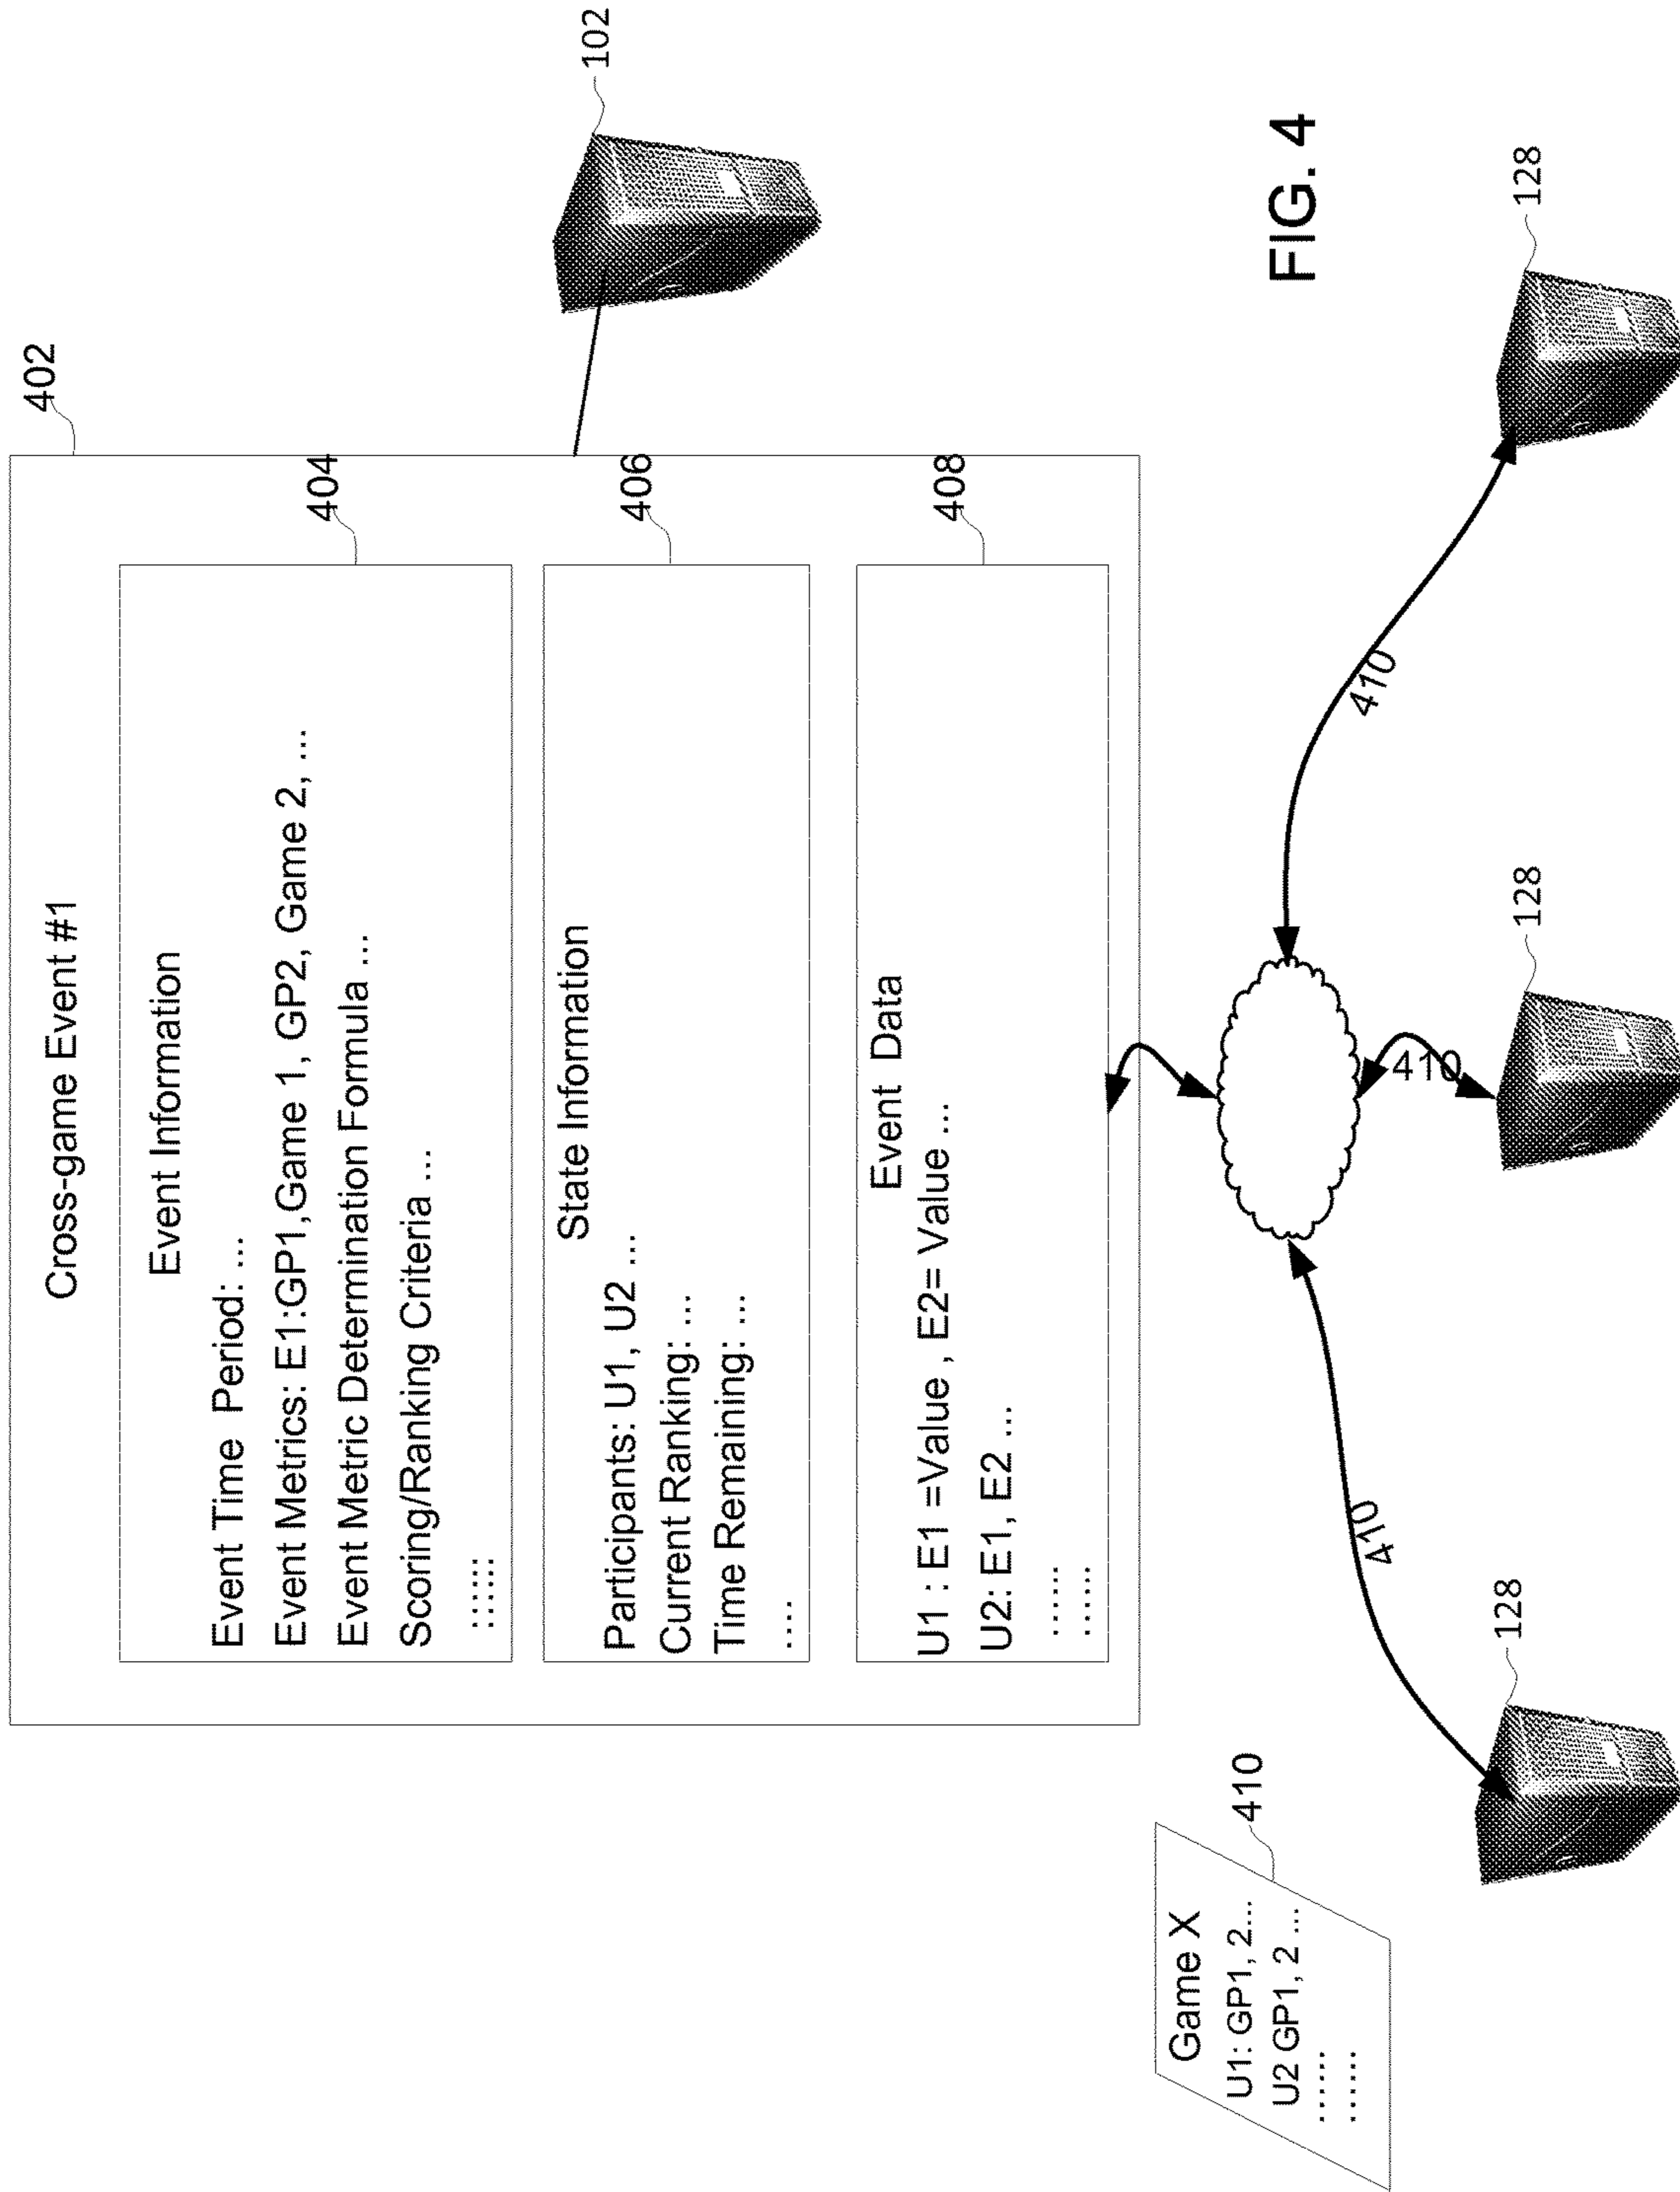 402
Cross-game Event #1
Event Information
404
Event Time Period: ...
Event Metrics: E1:GP1,Game 1, GP2, Game 2, ...
Event Metric Determination Formula ...
Scoring/Ranking Criteria ...
......
State Information
406
Participants: U1, U2 ...
Current Ranking: ...
Time Remaining: ...
....
Event Data
408
U1 : E1 =Value , E2= Value ...
U2: E1, E2 ...
......
......
102
Game X
U1: GP1, 2...
U2 GP1, 2 ...
......
......
410
410
410
410
128
128
128
FIG. 4